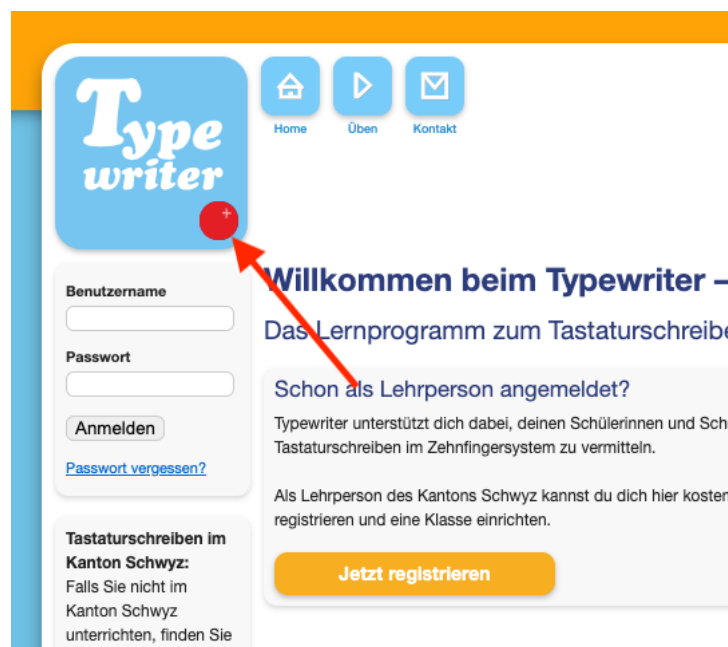 Type
writer
Home
Üben
Kontakt
Willkommen beim Typewriter –
Das Lernprogramm zum Tastaturschreibe
Benutzername
Passwort
Anmelden
Passwort vergessen?
Tastaturschreiben im
Kanton Schwyz:
Falls Sie nicht im
Kanton Schwyz
unterrichten, finden Sie
Schon als Lehrperson angemeldet?
Typewriter unterstützt dich dabei, deinen Schülerinnen und Sch
Tastaturschreiben im Zehnfingersystem zu vermitteln.
Als Lehrperson des Kantons Schwyz kannst du dich hier kosten
registrieren und eine Klasse einrichten.
Jetzt registrieren